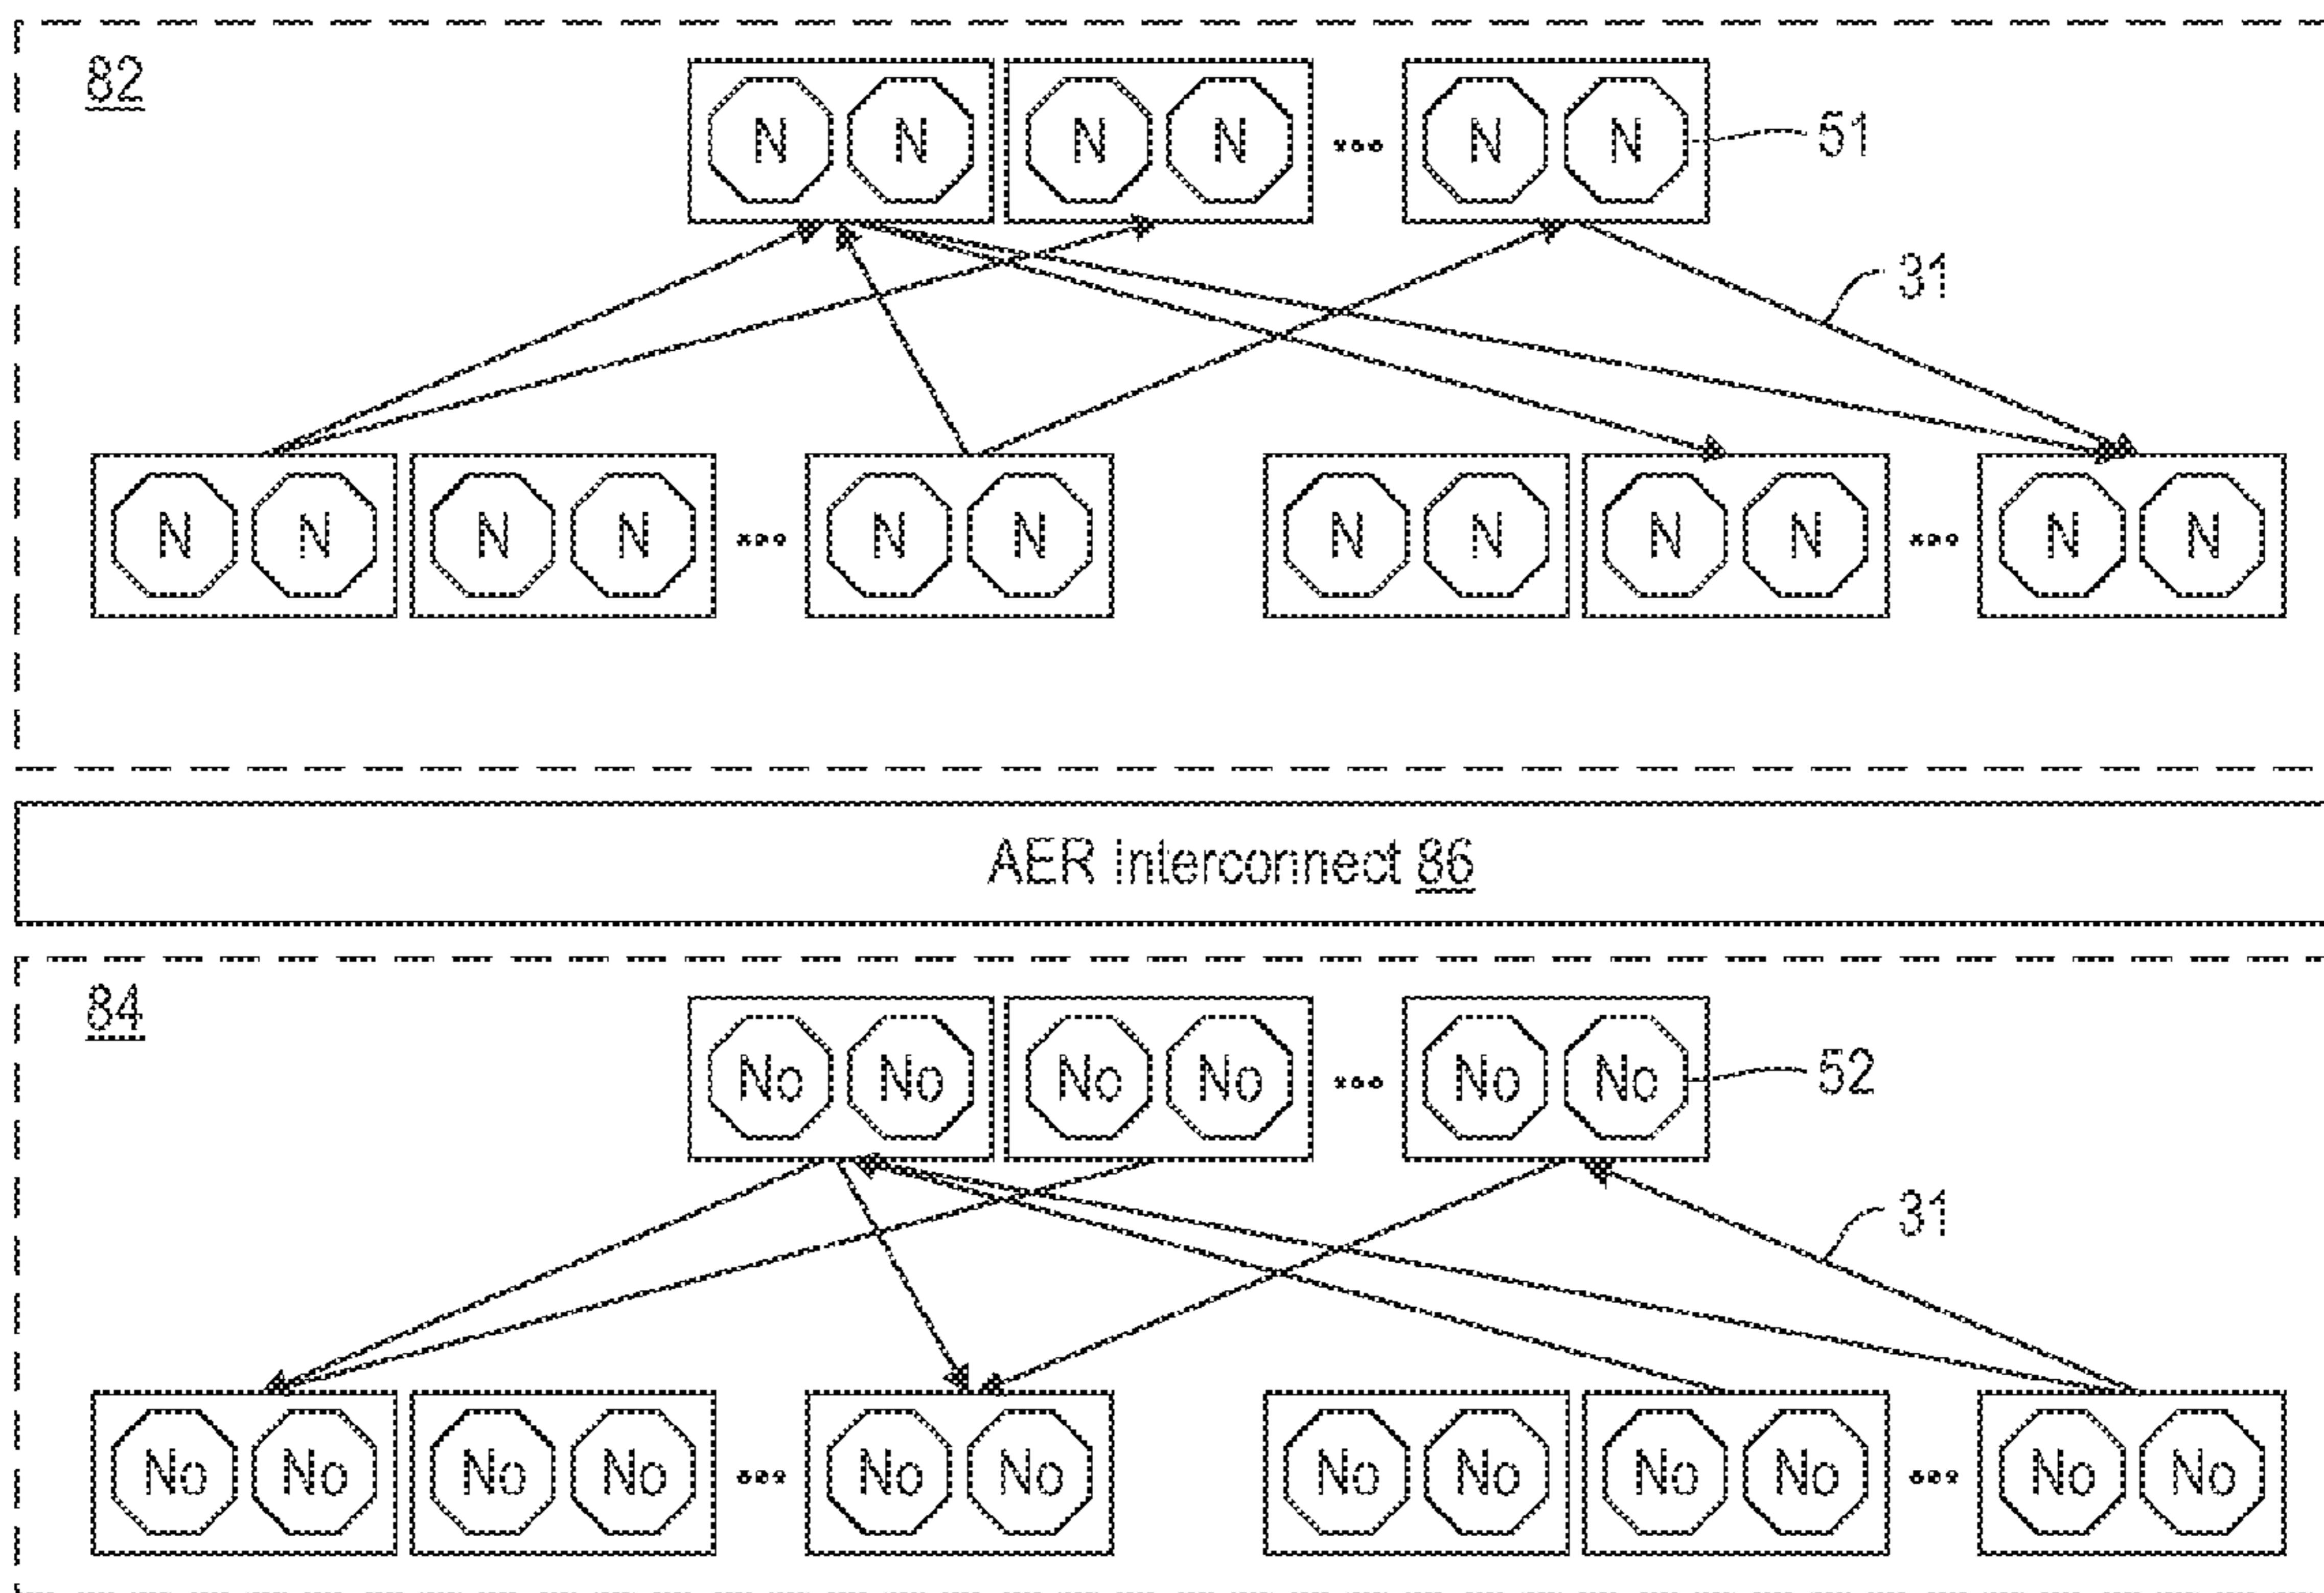 82
N N N N ••• N N 51
31
N N N N ••• N N N N N N ••• N N
AER Interconnect 86
84
No No No No ••• No No 52
31
No No No No ••• No No No No No No ••• No No